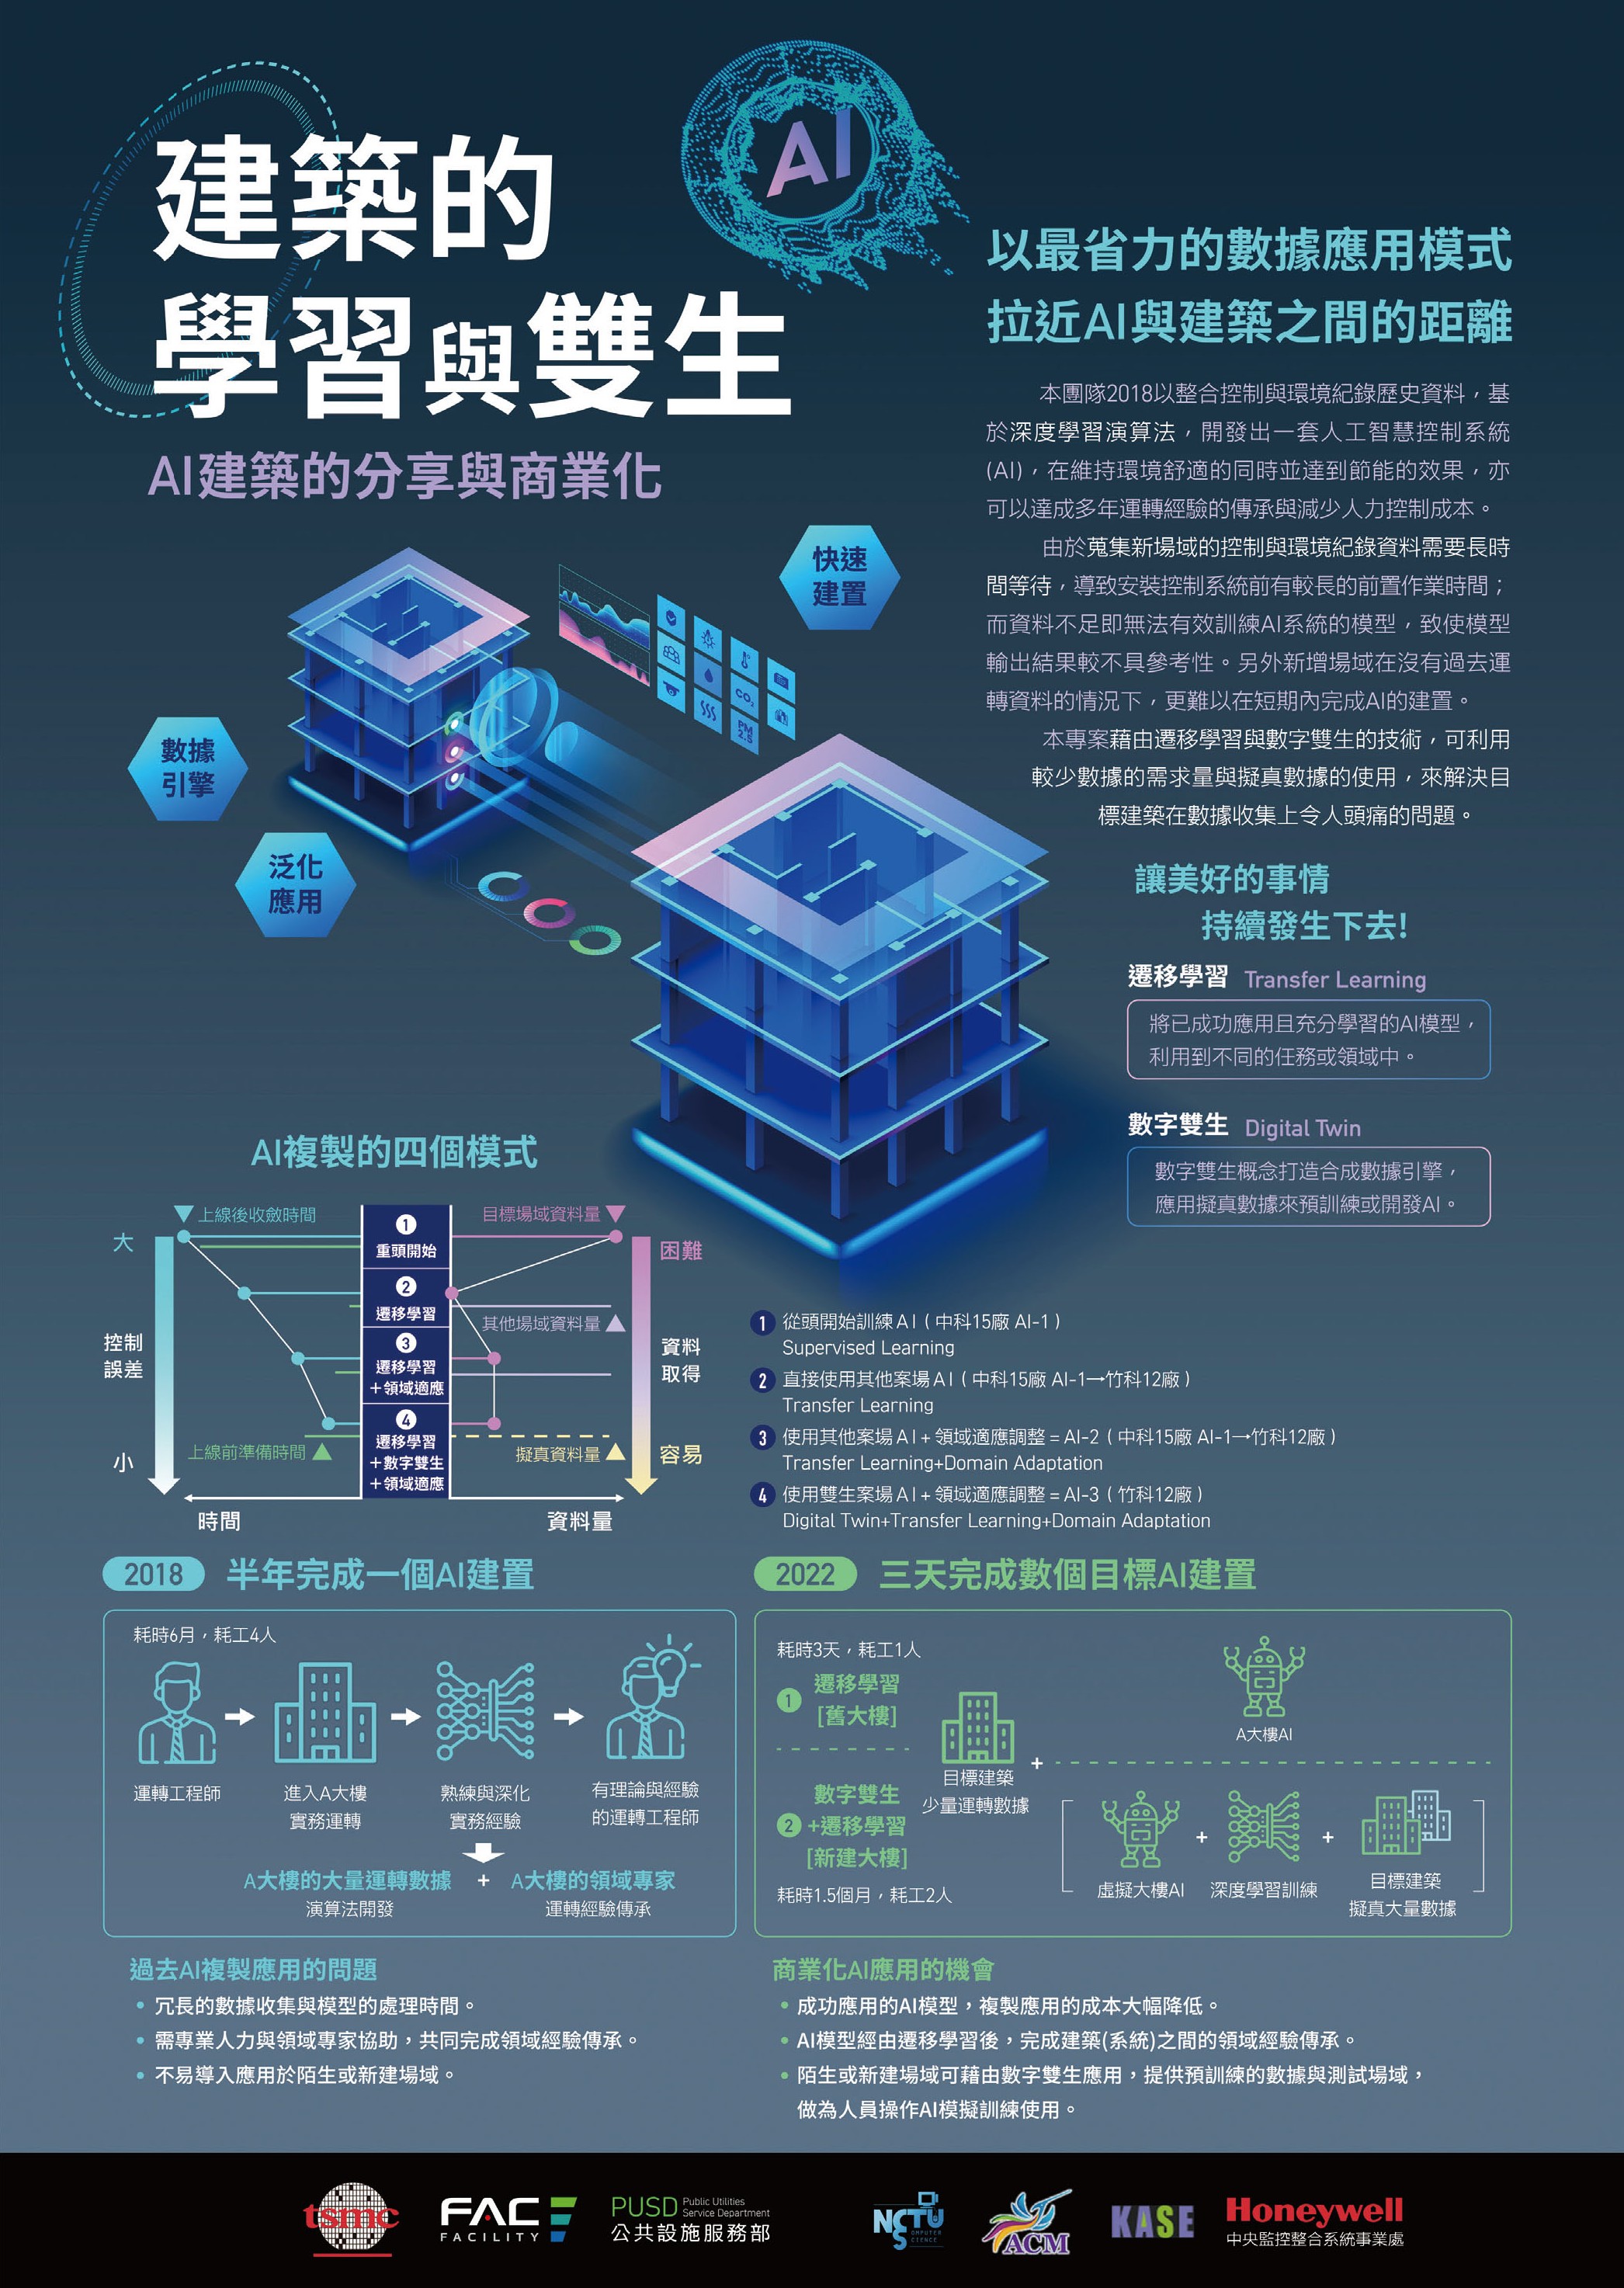 建築的
學習與雙生
AI建築的分享與商業化
AI
以最省力的數據應用模式
拉近AI與建築之間的距離
本團隊2018以整合控制與環境紀錄歷史資料，基
於深度學習演算法，開發出一套人工智慧控制系統
(AI)，在維持環境舒適的同時並達到節能的效果，亦
可以達成多年運轉經驗的傳承與減少人力控制成本。
由於蒐集新場域的控制與環境紀錄資料需要長時
間等待，導致安裝控制系統前有較長的前置作業時間；
而資料不足即無法有效訓練AI系統的模型，致使模型
輸出結果較不具參考性。另外新增場域在沒有過去運
轉資料的情況下，更難以在短期內完成AI的建置。
本專案藉由遷移學習與數字雙生的技術，可利用
較少數據的需求量與擬真數據的使用，來解決目
標建築在數據收集上令人頭痛的問題。
快速
建置
數據
引擎
泛化
應用
CO₂
PM
2.5
讓美好的事情
持續發生下去!
遷移學習 Transfer Learning
將已成功應用且充分學習的AI模型，
利用到不同的任務或領域中。
數字雙生 Digital Twin
數字雙生概念打造合成數據引擎，
應用擬真數據來預訓練或開發AI。
AI複製的四個模式
上線後收斂時間
目標場域資料量
大
困難
1
重頭開始
2
遷移學習
其他場域資料量
控制
誤差
3
遷移學習
+領域適應
資料
取得
4
遷移學習
+數字雙生
+領域適應
上線前準備時間
擬真資料量
小
容易
時間
資料量
1 從頭開始訓練AI（中科15廠 AI-1）
Supervised Learning
2 直接使用其他案場AI（中科15廠 AI-1→竹科12廠）
Transfer Learning
3 使用其他案場AI+領域適應調整=AI-2（中科15廠 AI-1→竹科12廠）
Transfer Learning+Domain Adaptation
4 使用雙生案場AI+領域適應調整=AI-3（竹科12廠）
Digital Twin+Transfer Learning+Domain Adaptation
2018 半年完成一個AI建置
耗時6月，耗工4人
運轉工程師
進入A大樓
實務運轉
熟練與深化
實務經驗
有理論與經驗
的運轉工程師
A大樓的大量運轉數據 + A大樓的領域專家
演算法開發
運轉經驗傳承
2022 三天完成數個目標AI建置
耗時3天，耗工1人
1 遷移學習
[舊大樓]
A大樓AI
目標建築
少量運轉數據
+
數字雙生
2 +遷移學習
[新建大樓]
耗時1.5個月，耗工2人
+
+
虛擬大樓AI
深度學習訓練
目標建築
擬真大量數據
過去AI複製應用的問題
• 冗長的數據收集與模型的處理時間。
• 需專業人力與領域專家協助，共同完成領域經驗傳承。
• 不易導入應用於陌生或新建場域。
商業化AI應用的機會
• 成功應用的AI模型，複製應用的成本大幅降低。
• AI模型經由遷移學習後，完成建築(系統)之間的領域經驗傳承。
• 陌生或新建場域可藉由數字雙生應用，提供預訓練的數據與測試場域，
做為人員操作AI模擬訓練使用。
tsmc
FAC
FACILITY
PUSD Public Utilities
Service Department
公共設施服務部
NCTU
OMPUTER
CIENCE
ACM
KASE
Honeywell
中央監控整合系統事業處